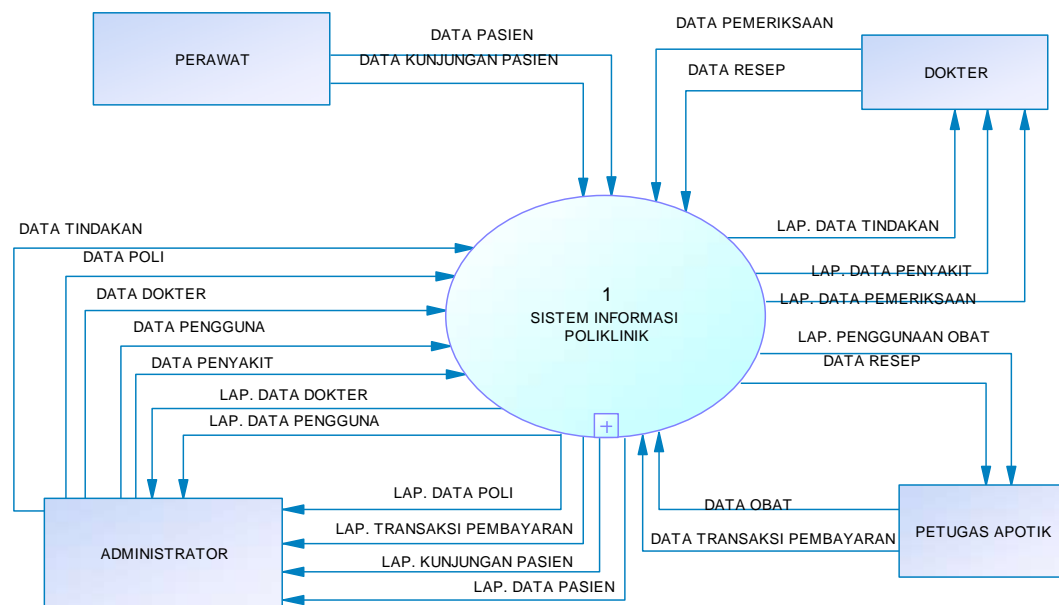 PERAWAT
DATA PASIEN
DATA KUNJUNGAN PASIEN
DATA PEMERIKSAAN
DATA RESEP
DOKTER
DATA TINDAKAN
DATA POLI
DATA DOKTER
DATA PENGGUNA
DATA PENYAKIT
LAP. DATA DOKTER
LAP. DATA PENGGUNA
1
SISTEM INFORMASI
POLIKLINIK
LAP. DATA TINDAKAN
LAP. DATA PENYAKIT
LAP. DATA PEMERIKSAAN
LAP. PENGGUNAAN OBAT
DATA RESEP
LAP. DATA POLI
LAP. TRANSAKSI PEMBAYARAN
LAP. KUNJUNGAN PASIEN
LAP. DATA PASIEN
ADMINISTRATOR
DATA OBAT
DATA TRANSAKSI PEMBAYARAN
PETUGAS APOTIK